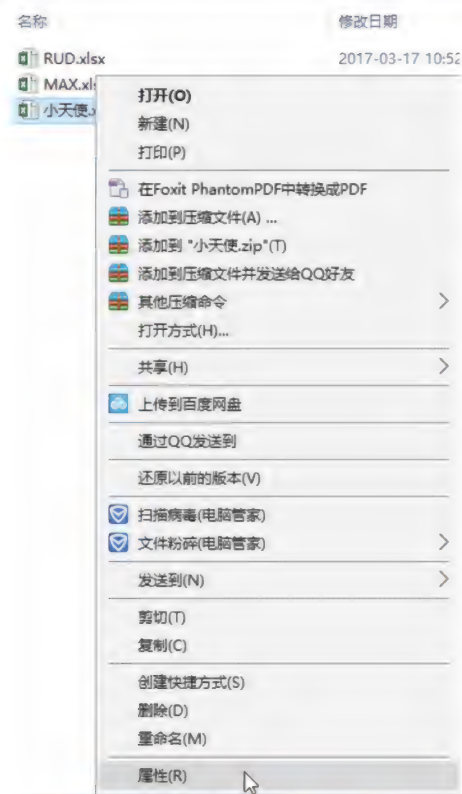 名称 修改日期
RUD.xlsx 2017-03-17 10:52
MAX.xl
小天使.
打开(O)
新建(N)
打印(P)
在Foxit PhantomPDF中转换成PDF
添加到压缩文件(A) ...
添加到 "小天使.zip"(T)
添加到压缩文件并发送给QQ好友
其他压缩命令
打开方式(H)...
共享(H)
上传到百度网盘
通过QQ发送到
还原以前的版本(V)
扫描病毒(电脑管家)
文件粉碎(电脑管家)
发送到(N)
剪切(T)
复制(C)
创建快捷方式(S)
删除(D)
重命名(M)
属性(R)